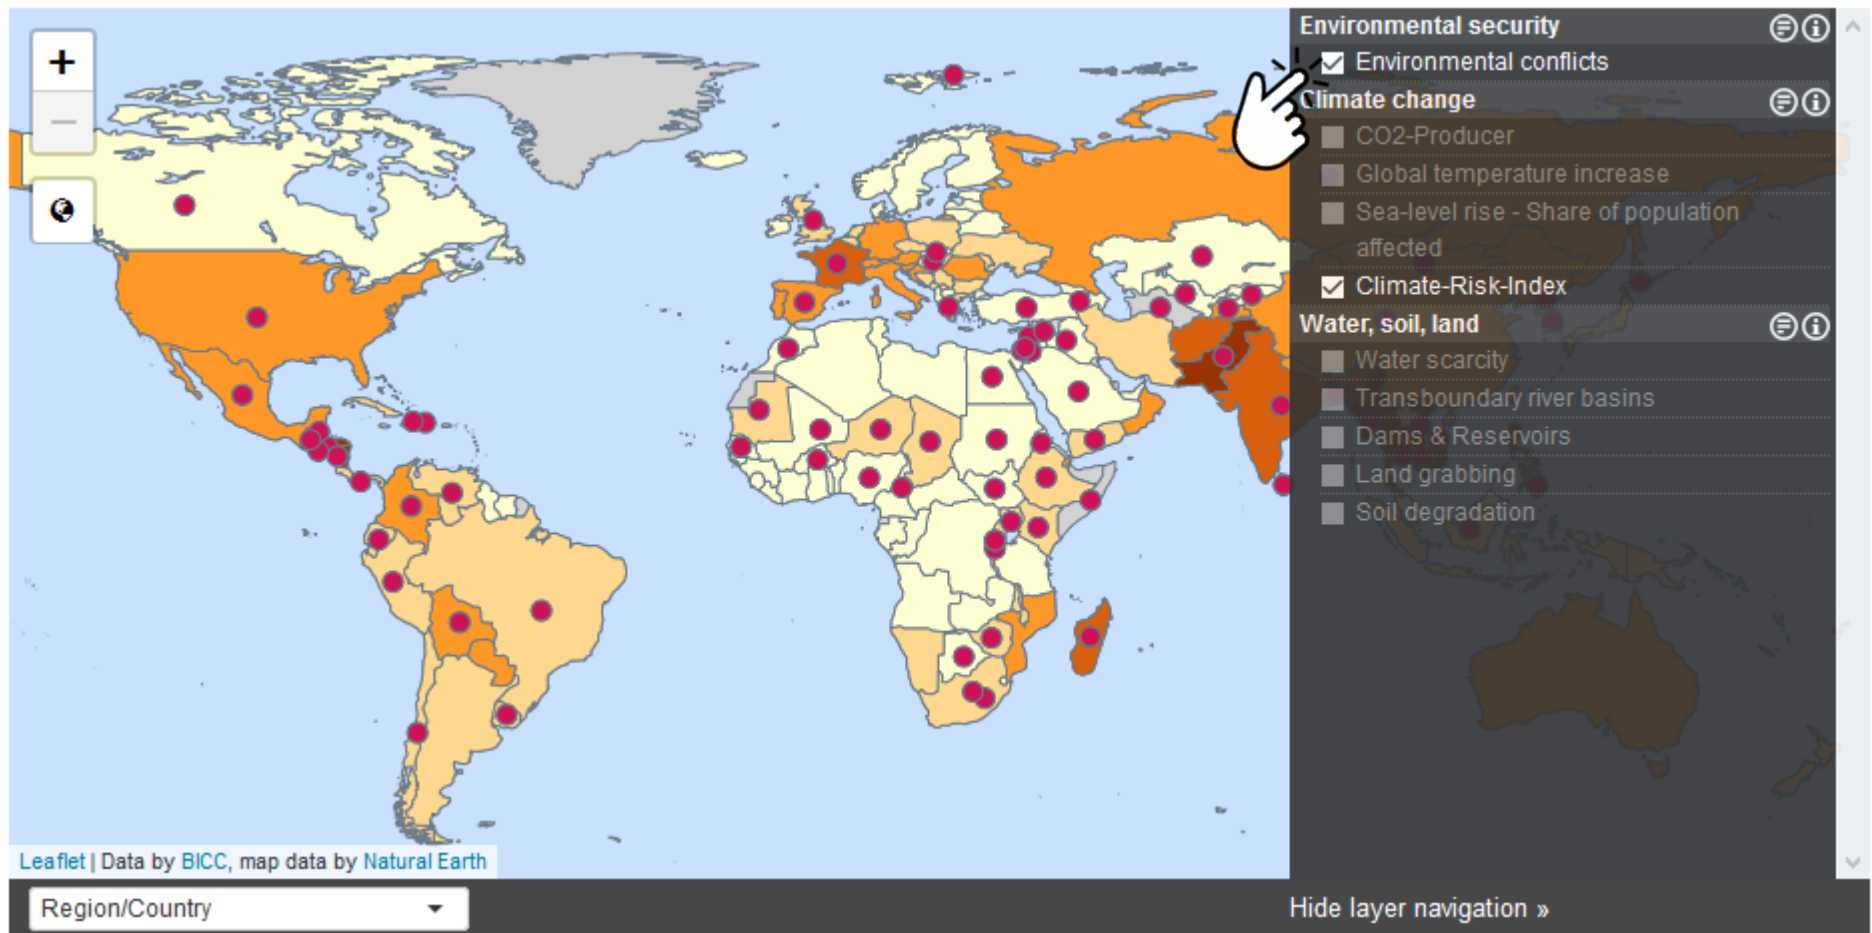 Environmental security
Environmental conflicts
Climate change
CO2-Producer
Global temperature increase
Sea-level rise - Share of population
affected
Climate-Risk-Index
Water, soil, land
Water scarcity
Transboundary river basins
Dams & Reservoirs
Land grabbing
Soil degradation
Leaflet | Data by BICC, map data by Natural Earth
Region/Country
Hide layer navigation »